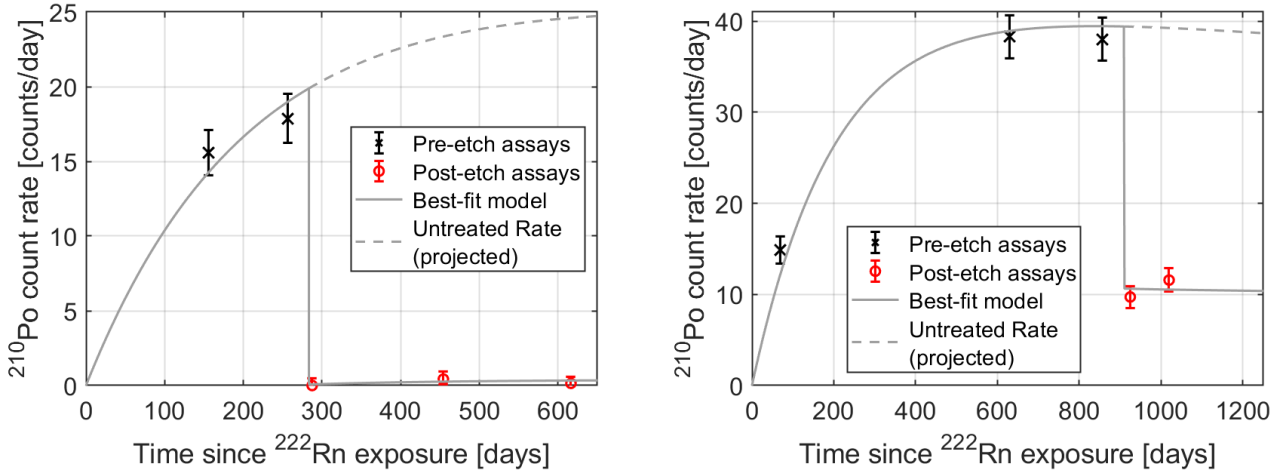 25
20
15
10
5
0
0 100 200 300 400 500 600
²¹⁰Po count rate [counts/day]
Time since ²²²Rn exposure [days]
Pre-etch assays
Post-etch assays
Best-fit model
Untreated Rate
(projected)
40
30
20
10
0
0 200 400 600 800 1000 1200
²¹⁰Po count rate [counts/day]
Time since ²²²Rn exposure [days]
Pre-etch assays
Post-etch assays
Best-fit model
Untreated Rate
(projected)